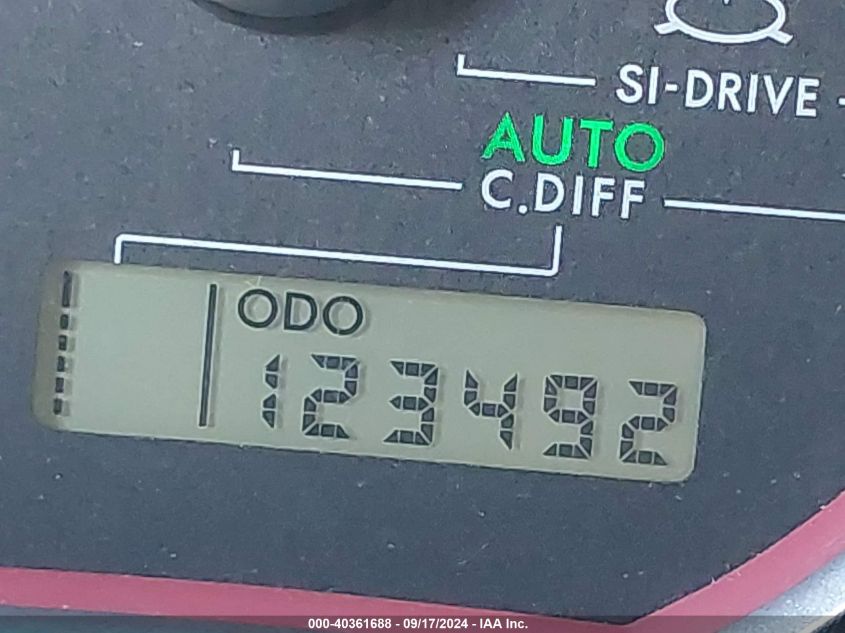 SI-DRIVE
AUTO
C.DIFF
ODO
123492
000-40361688 - 09/17/2024 - IAA Inc.